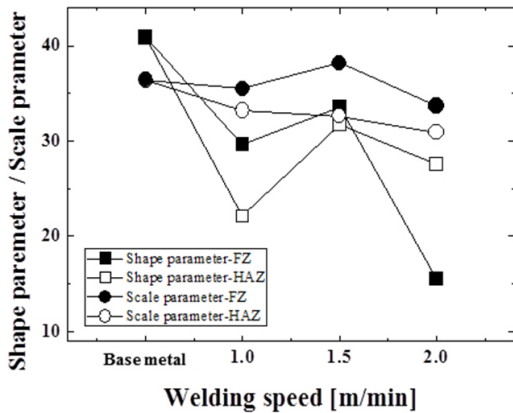 Shape paremeter / Scale prameter
40
30
20
10
Shape parameter-FZ
Shape parameter-HAZ
Scale parameter-FZ
Scale parameter-HAZ
Base metal 1.0 1.5 2.0
Welding speed [m/min]